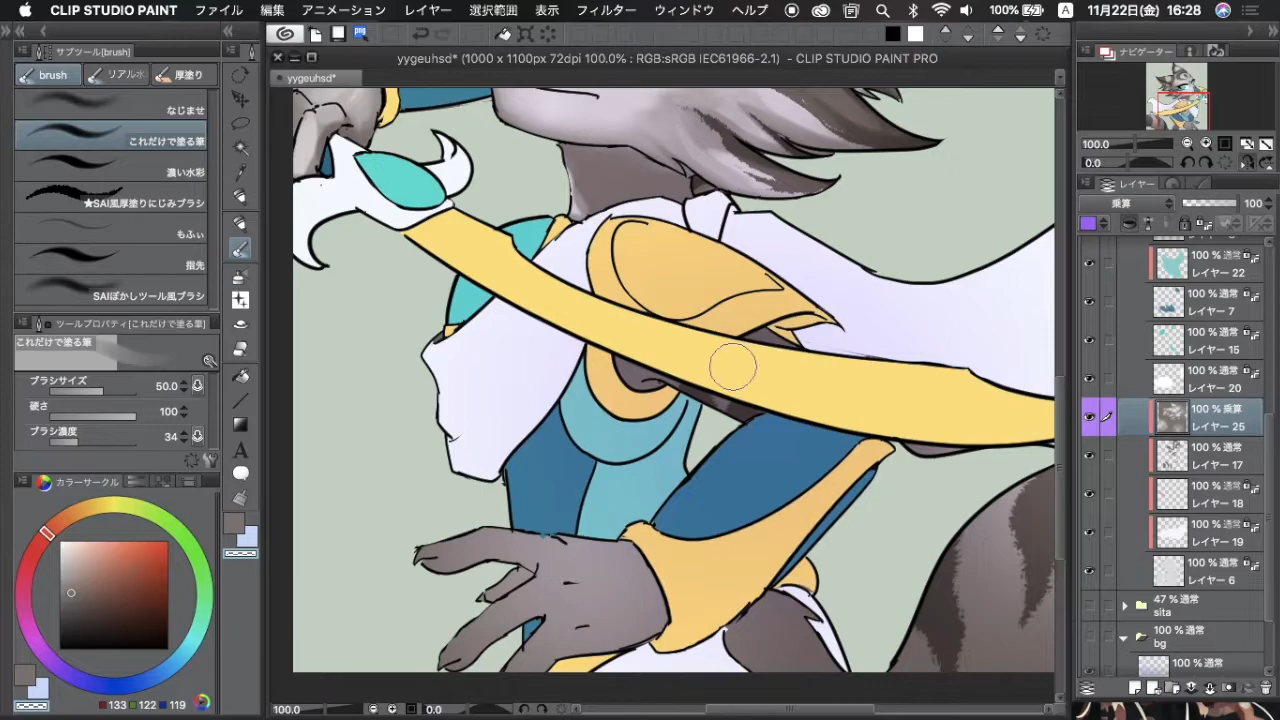 CLIP STUDIO PAINT ファイル 編集 アニメーション レイヤー 選択範囲 表示 フィルター ウィンドウ ヘルプ 100% A 11月22日(金) 16:28
yygeuhsd* (1000 x 1100px 72dpi 100.0% : RGB:sRGB IEC61966-2.1) - CLIP STUDIO PAINT PRO
yygeuhsd*
サブツール[brush]
brush リアル水 厚塗り
なじませ
これだけで塗る筆
濃い水彩
★SAI風厚塗りにじみブラシ
もふぃ
指先
SAIぼかしツール風ブラシ
ツールプロパティ[これだけで塗る筆]
これだけで塗る筆
ブラシサイズ 50.0
硬さ 100
ブラシ濃度 34
カラーサークル
133 122 119
100.0 0.0
ナビゲーター
100.0
0.0
レイヤー
乗算 100
100 % 通常
レイヤー 22
100 % 通常
レイヤー 7
100 % 通常
レイヤー 15
100 % 通常
レイヤー 20
100 % 乗算
レイヤー 25
100 % 通常
レイヤー 17
100 % 通常
レイヤー 18
100 % 通常
レイヤー 19
100 % 通常
レイヤー 6
47 % 通常
sita
100 % 通常
bg
100 % 通常